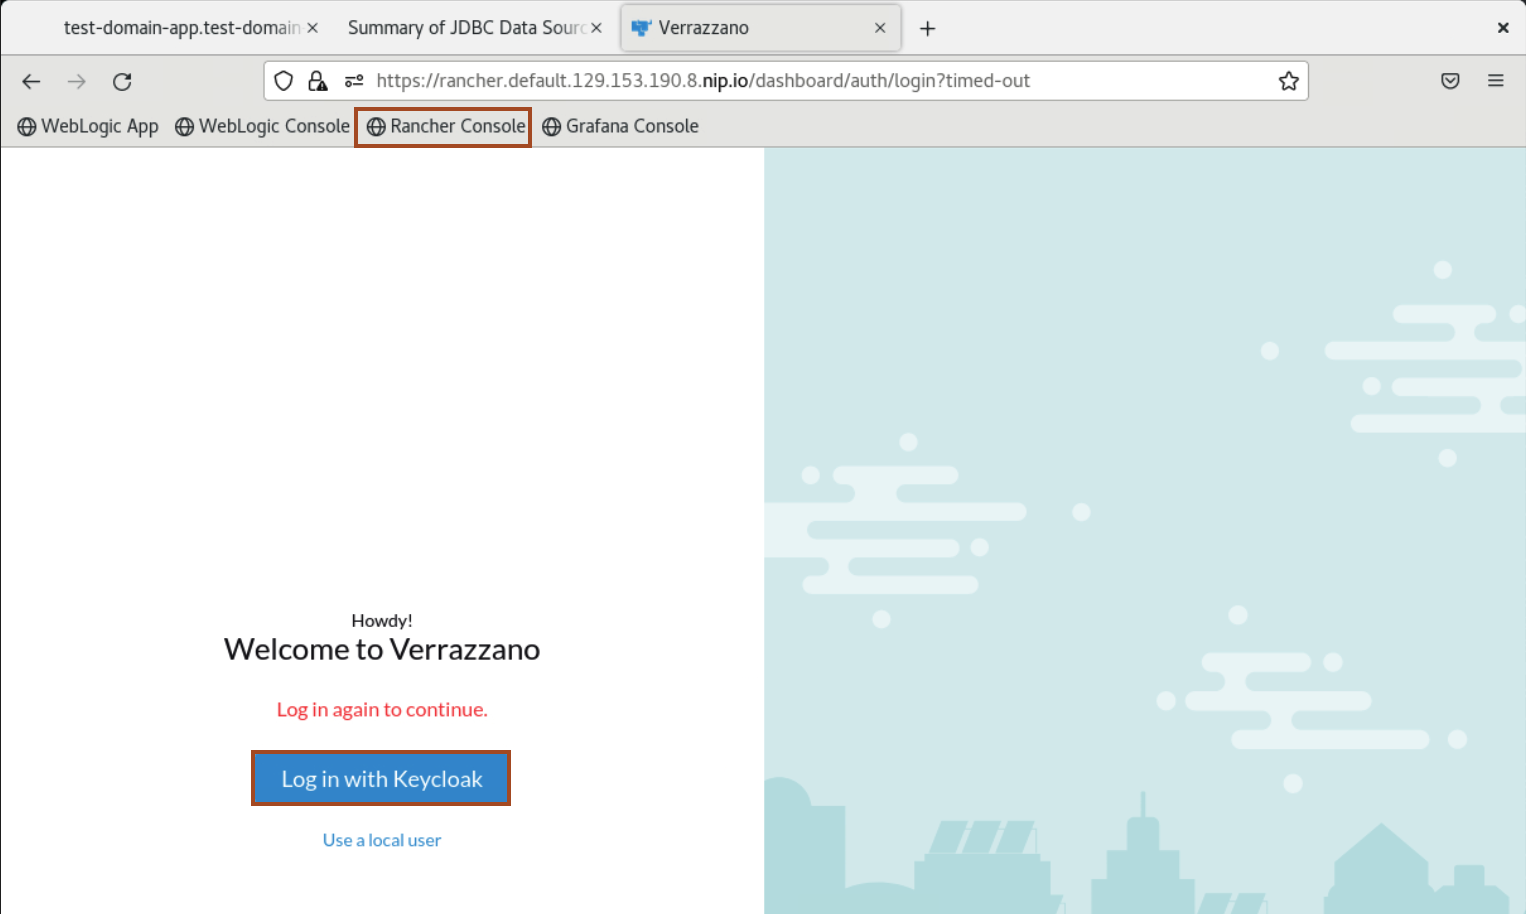 test-domain-app.test-domain Summary of JDBC Data Sour Verrazzano
https://rancher.default.129.153.190.8.nip.io/dashboard/auth/login?timed-out
WebLogic App WebLogic Console Rancher Console Grafana Console
Howdy!
Welcome to Verrazzano
Log in again to continue.
Log in with Keycloak
Use a local user